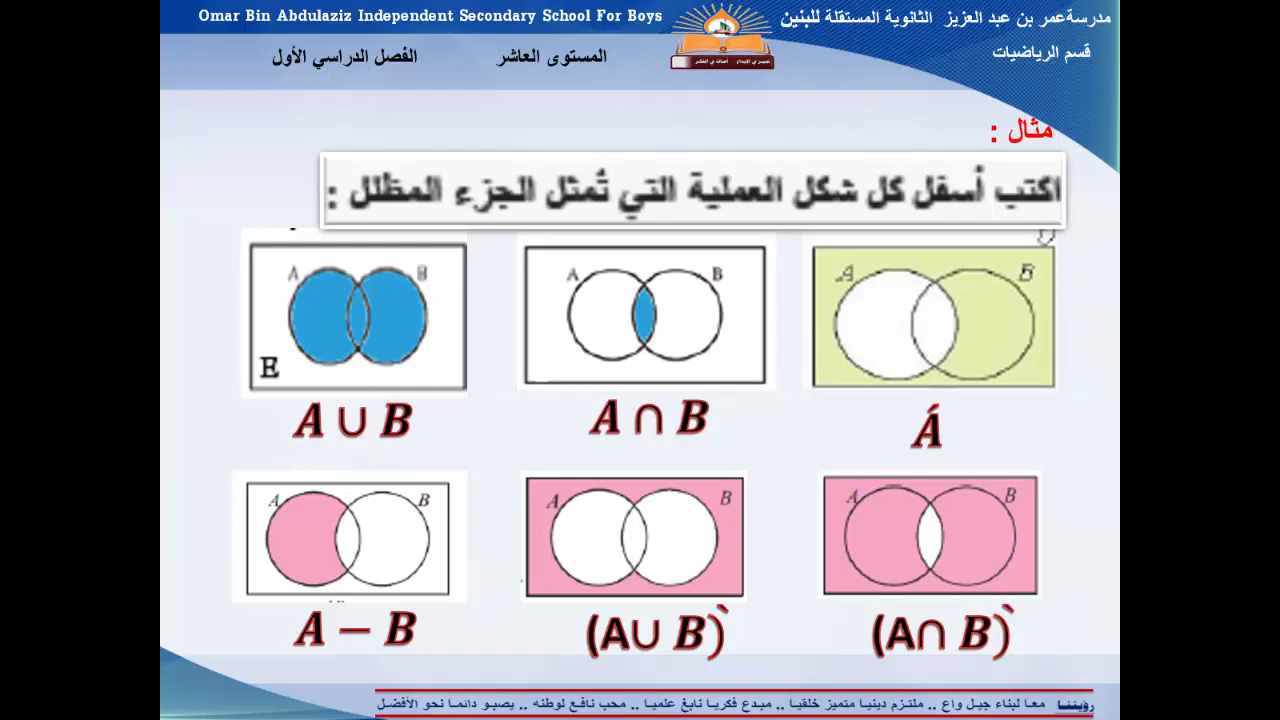 Omar Bin Abdulaziz Independent Secondary School For Boys
مدرسةعمر بن عبد العزيز الثانوية المستقلة للبنين
قسم الرياضيات
المستوى العاشر
الفصل الدراسي الأول
مثال :
اكتب أسفل كل شكل العملية التي تُمثل الجزء المظلل :
A B E
A B
A B
A ∪ B
A ∩ B
Á
A B
A B
A B
A − B
(A∪ B)`
(A∩ B)`
رؤيتنا معا لبناء جيل واع .. ملتزم دينيا متميز خلقيا .. مبدع فكريا نابغ علميا .. محب نافع لوطنه .. يصبو دائما نحو الأفضل